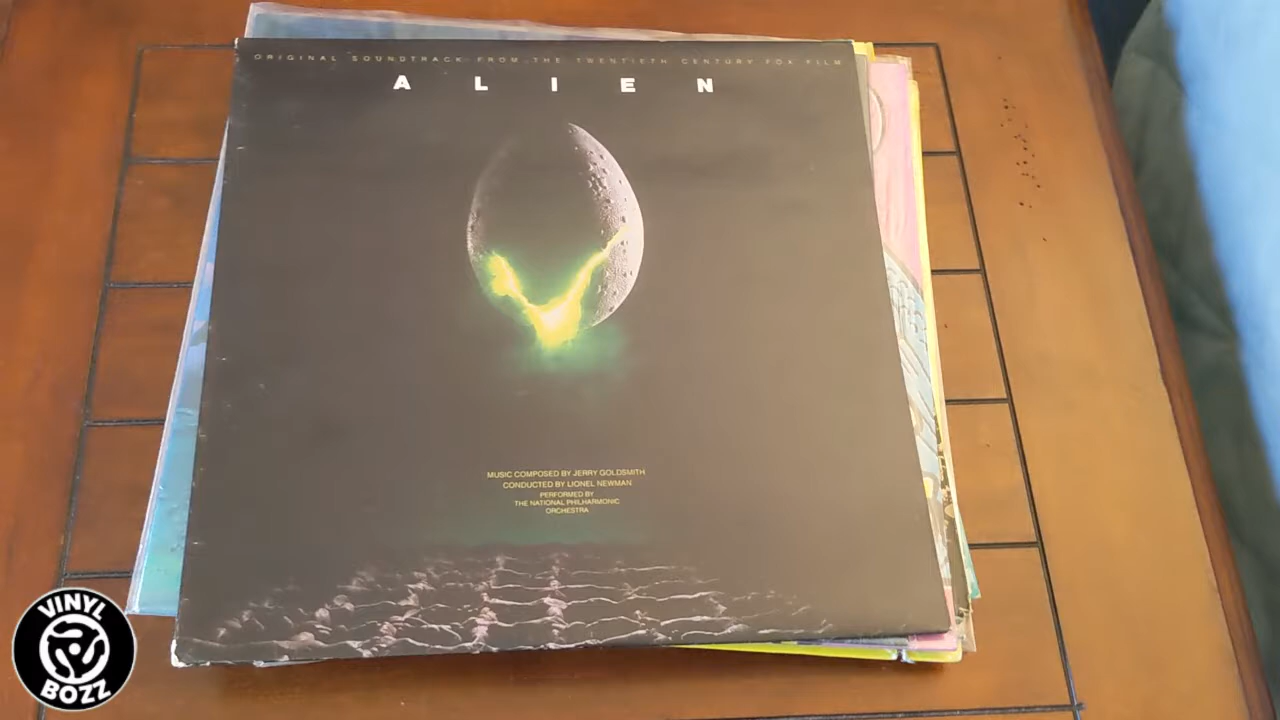 ORIGINAL SOUNDTRACK FROM THE TWENTIETH CENTURY FOX FILM
ALIEN
MUSIC COMPOSED BY JERRY GOLDSMITH
CONDUCTED BY LIONEL NEWMAN
PERFORMED BY
THE NATIONAL PHILHARMONIC
ORCHESTRA
VINYL
BOZZ